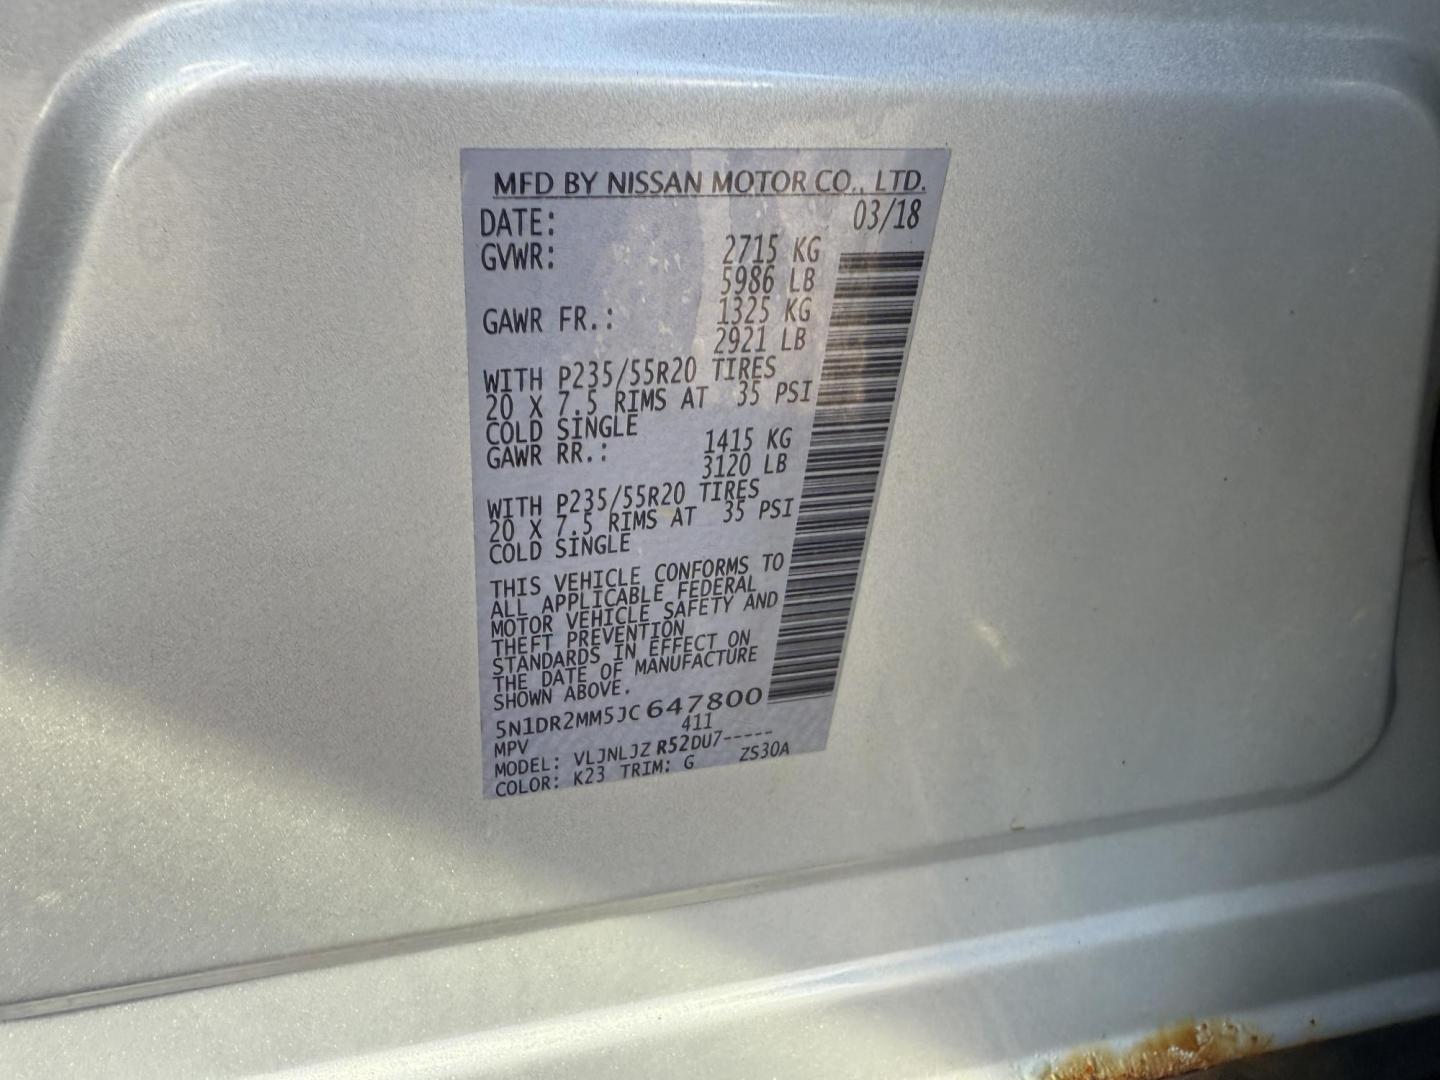 MFD BY NISSAN MOTOR CO., LTD.
DATE: 03/18
GVWR: 2715 KG
5986 LB
GAWR FR.: 1325 KG
2921 LB
WITH P235/55R20 TIRES
20 X 7.5 RIMS AT 35 PSI
COLD SINGLE
GAWR RR.: 1415 KG
3120 LB
WITH P235/55R20 TIRES
20 X 7.5 RIMS AT 35 PSI
COLD SINGLE
THIS VEHICLE CONFORMS TO
ALL APPLICABLE FEDERAL
MOTOR VEHICLE SAFETY AND
THEFT PREVENTION
STANDARDS IN EFFECT ON
THE DATE OF MANUFACTURE
SHOWN ABOVE.
5N1DR2MM5JC647800
MPV 411
MODEL: VLJNLJZ R52DU7-----
COLOR: K23 TRIM: G ZS30A